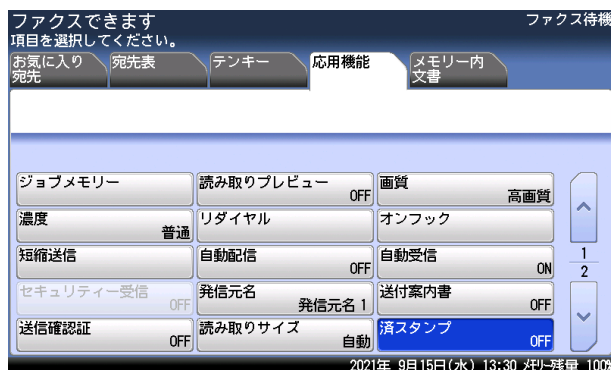 ファクスできます
ファクス待機
項目を選択してください。
お気に入り
宛先
宛先表
テンキー
応用機能
メモリー内
文書
ジョブメモリー
読み取りプレビュー
OFF
画質
高画質
濃度
普通
リダイヤル
オンフック
短縮送信
自動配信
OFF
自動受信
ON
1
2
セキュリティー受信
OFF
発信元名
発信元名 1
送付案内書
OFF
送信確認証
OFF
読み取りサイズ
自動
済スタンプ
OFF
2021年 9月15日(水) 13:30 ﾒﾓﾘｰ残量 100%